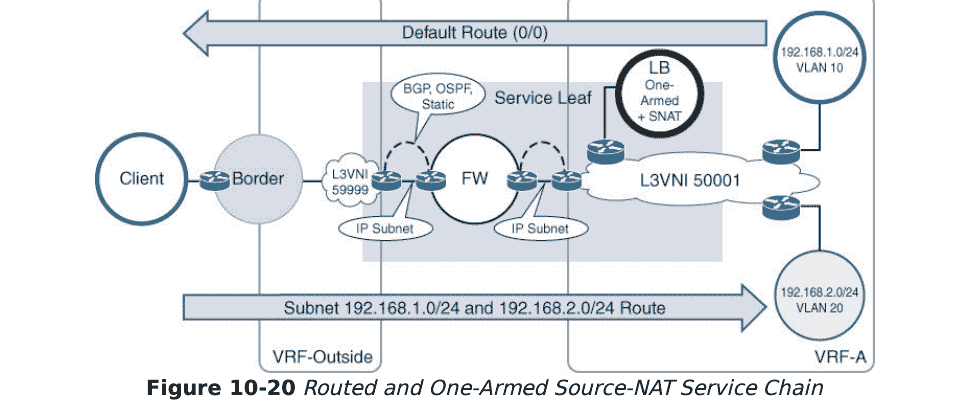 Default Route (0/0)
192.168.1.0/24
VLAN 10
LB
One-
Armed
+ SNAT
BGP, OSPF,
Static
Service Leaf
Client
Border
L3VNI
59999
FW
L3VNI 50001
IP Subnet
IP Subnet
192.168.2.0/24
VLAN 20
Subnet 192.168.1.0/24 and 192.168.2.0/24 Route
VRF-Outside
VRF-A
Figure 10-20 Routed and One-Armed Source-NAT Service Chain